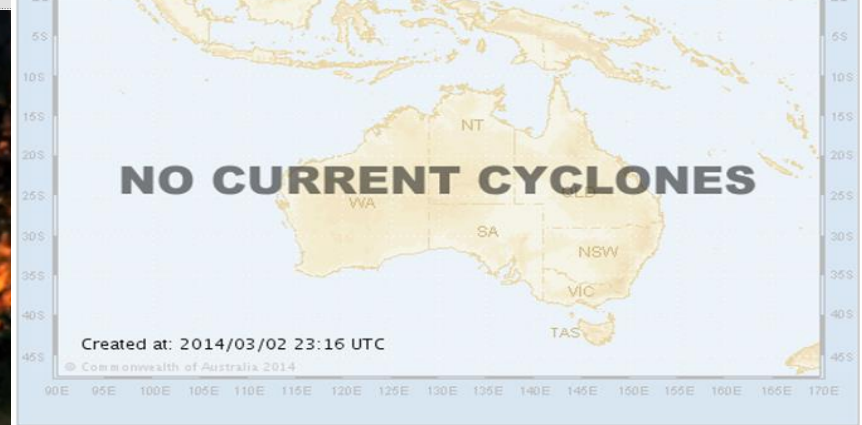 5S 5S
10S 10S
15S NT 15S
20S 20S
NO CURRENT CYCLONES
25S QLD 25S
WA
30S SA 30S
NSW
35S 35S
VIC
40S TAS 40S
Created at: 2014/03/02 23:16 UTC
45S 45S
© Commonwealth of Australia 2014
90E 95E 100E 105E 110E 115E 120E 125E 130E 135E 140E 145E 150E 155E 160E 165E 170E